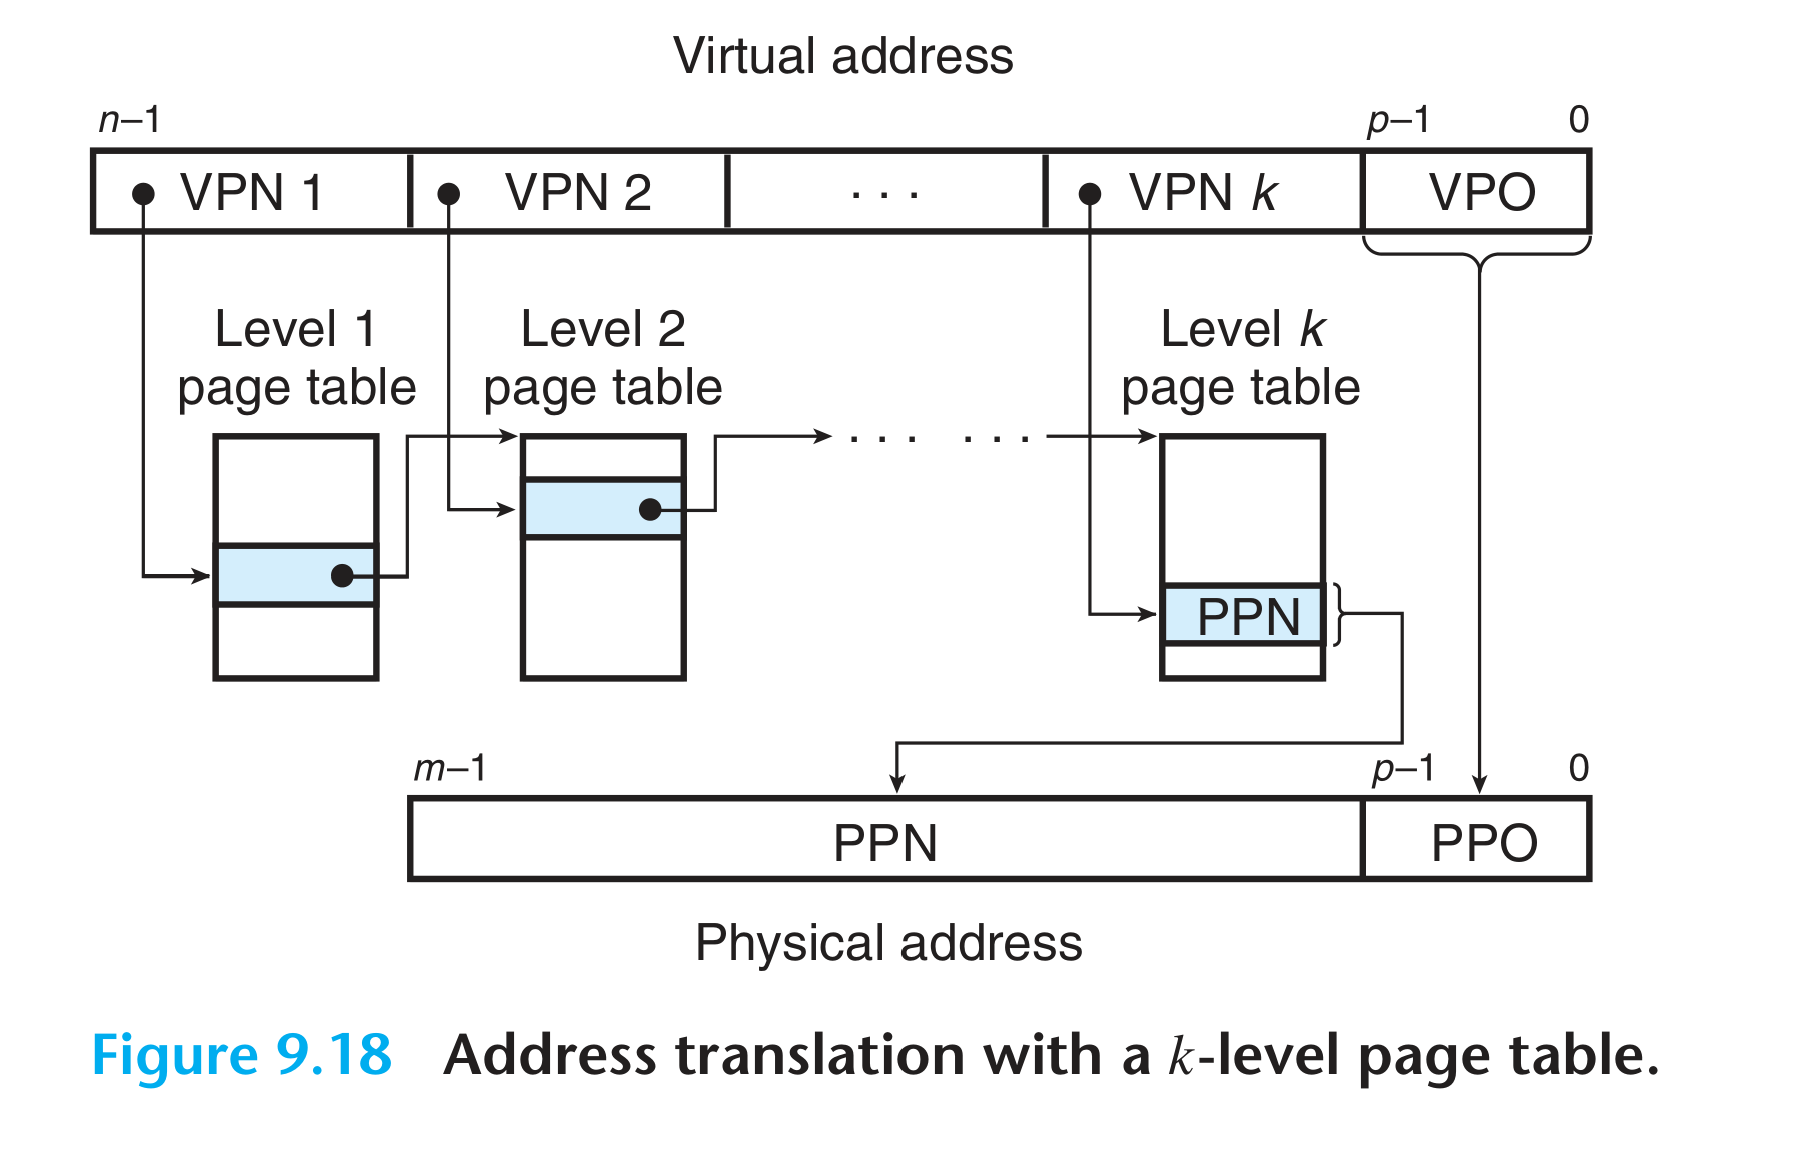 Virtual address
n–1 p–1 0
VPN 1 VPN 2 . . . VPN k VPO
Level 1 page table
Level 2 page table
Level k page table
. . . . . .
PPN
m–1 p–1 0
PPN PPO
Physical address
Figure 9.18 Address translation with a k-level page table.